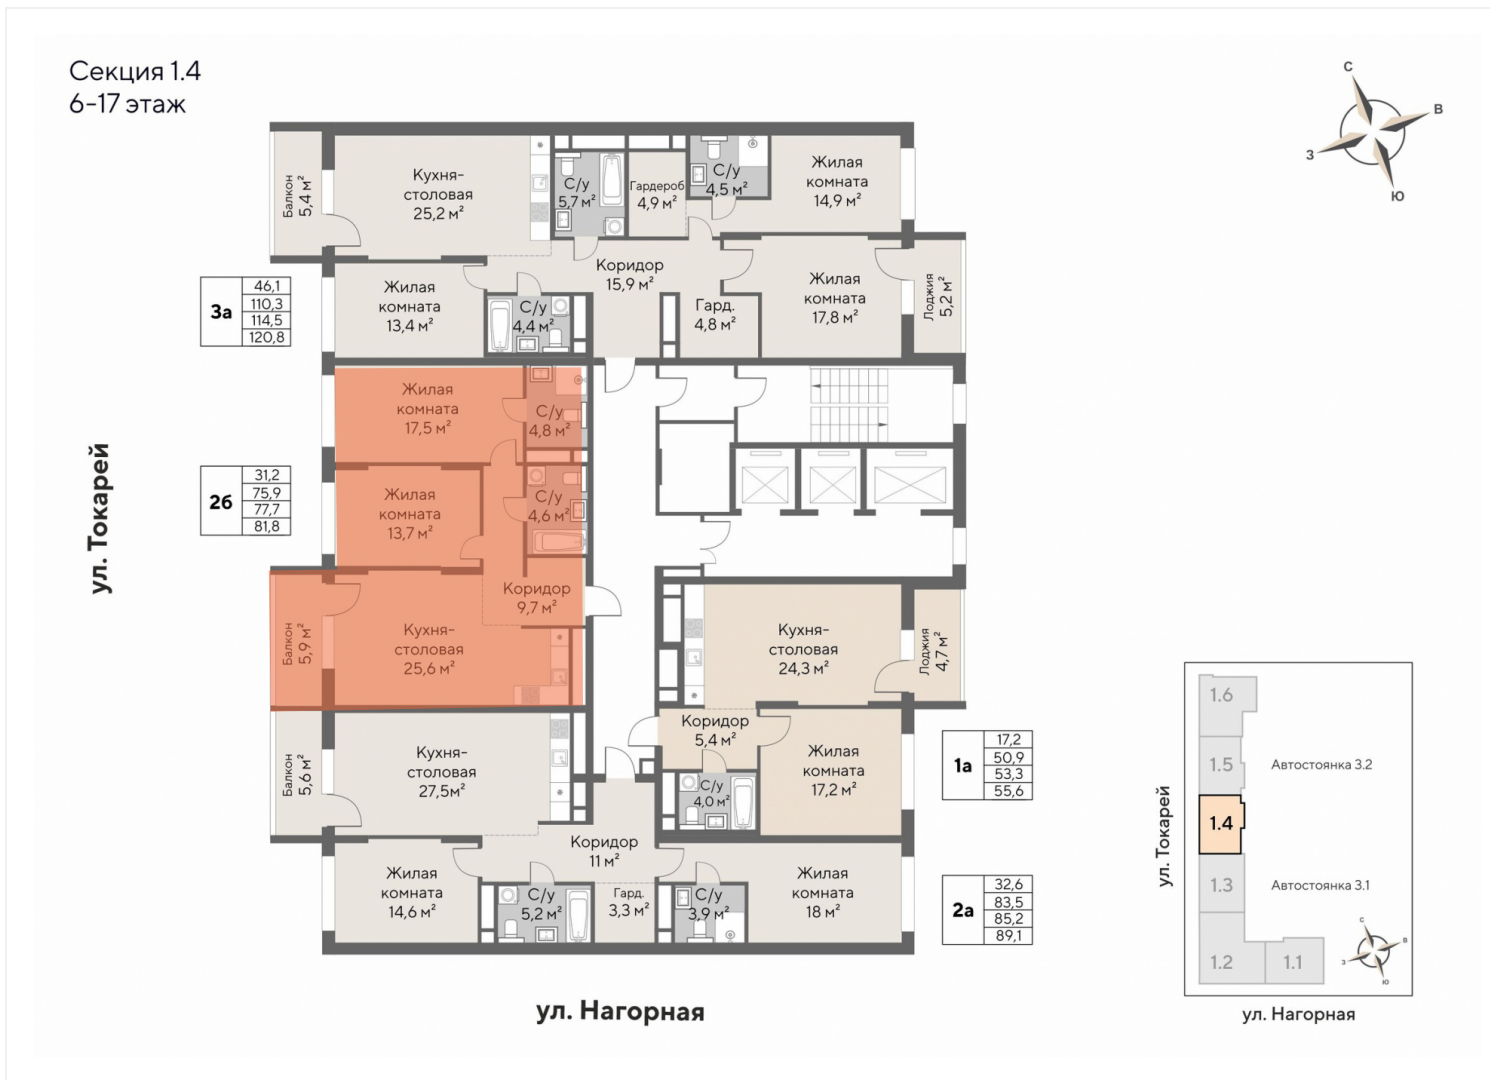 Секция 1.4
6-17 этаж
С
В
З
Ю
Балкон
5,4 м²
Кухня-
столовая
25,2 м²
С/у
5,7 м²
Гардероб
4,9 м²
С/у
4,5 м²
Жилая
комната
14,9 м²
Коридор
15,9 м²
Жилая
комната
17,8 м²
Лоджия
5,2 м²
3а
46,1
110,3
114,5
120,8
Жилая
комната
13,4 м²
С/у
4,4 м²
Гард.
4,8 м²
Жилая
комната
17,5 м²
С/у
4,8 м²
ул. Токарей
2б
31,2
75,9
77,7
81,8
Жилая
комната
13,7 м²
С/у
4,6 м²
Коридор
9,7 м²
Балкон
5,9 м²
Кухня-
столовая
25,6 м²
Кухня-
столовая
24,3 м²
Лоджия
4,7 м²
Балкон
5,6 м²
Кухня-
столовая
27,5м²
Коридор
5,4 м²
Жилая
комната
17,2 м²
С/у
4,0 м²
1а
17,2
50,9
53,3
55,6
Коридор
11 м²
Жилая
комната
14,6 м²
С/у
5,2 м²
Гард.
3,3 м²
С/у
3,9 м²
Жилая
комната
18 м²
2а
32,6
83,5
85,2
89,1
ул. Нагорная
1.6
1.5
Автостоянка 3.2
1.4
ул. Токарей
1.3
Автостоянка 3.1
1.2
1.1
С
В
З
Ю
ул. Нагорная